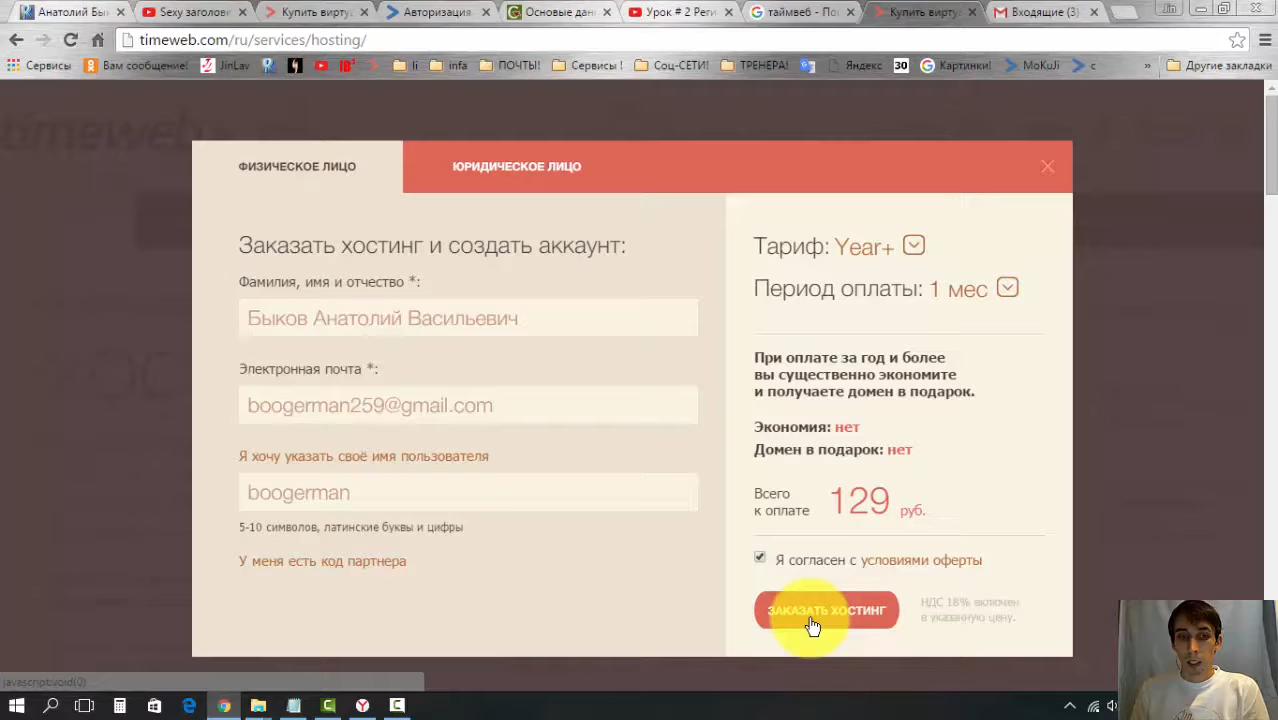 Анатолий Бык
Sexy заголов
Купить вирту
Авторизация
Основые дан
Урок # 2 Реги
таймвеб - По
Купить вирту
Входящие (3)
timeweb.com/ru/services/hosting/
Сервисы
Вам сообщение!
JinLav
li
infa
ПОЧТЫ!
Сервисы !
Соц-СЕТИ!
ТРЕНЕРА!
Яндекс
30
Картинки!
MoKuJi
с
»
Другие закладки
timeweb
ФИЗИЧЕСКОЕ ЛИЦО
ЮРИДИЧЕСКОЕ ЛИЦО
Заказать хостинг и создать аккаунт:
Фамилия, имя и отчество *:
Быков Анатолий Васильевич
Электронная почта *:
boogerman259@gmail.com
Я хочу указать своё имя пользователя
boogerman
5-10 символов, латинские буквы и цифры
У меня есть код партнера
Тариф: Year+
Период оплаты: 1 мес
При оплате за год и более
вы существенно экономите
и получаете домен в подарок.
Экономия: нет
Домен в подарок: нет
Всего
к оплате
129 руб.
Я согласен с условиями оферты
ЗАКАЗАТЬ ХОСТИНГ
НДС 18% включен
в указанную цену.
javascript:void(0)